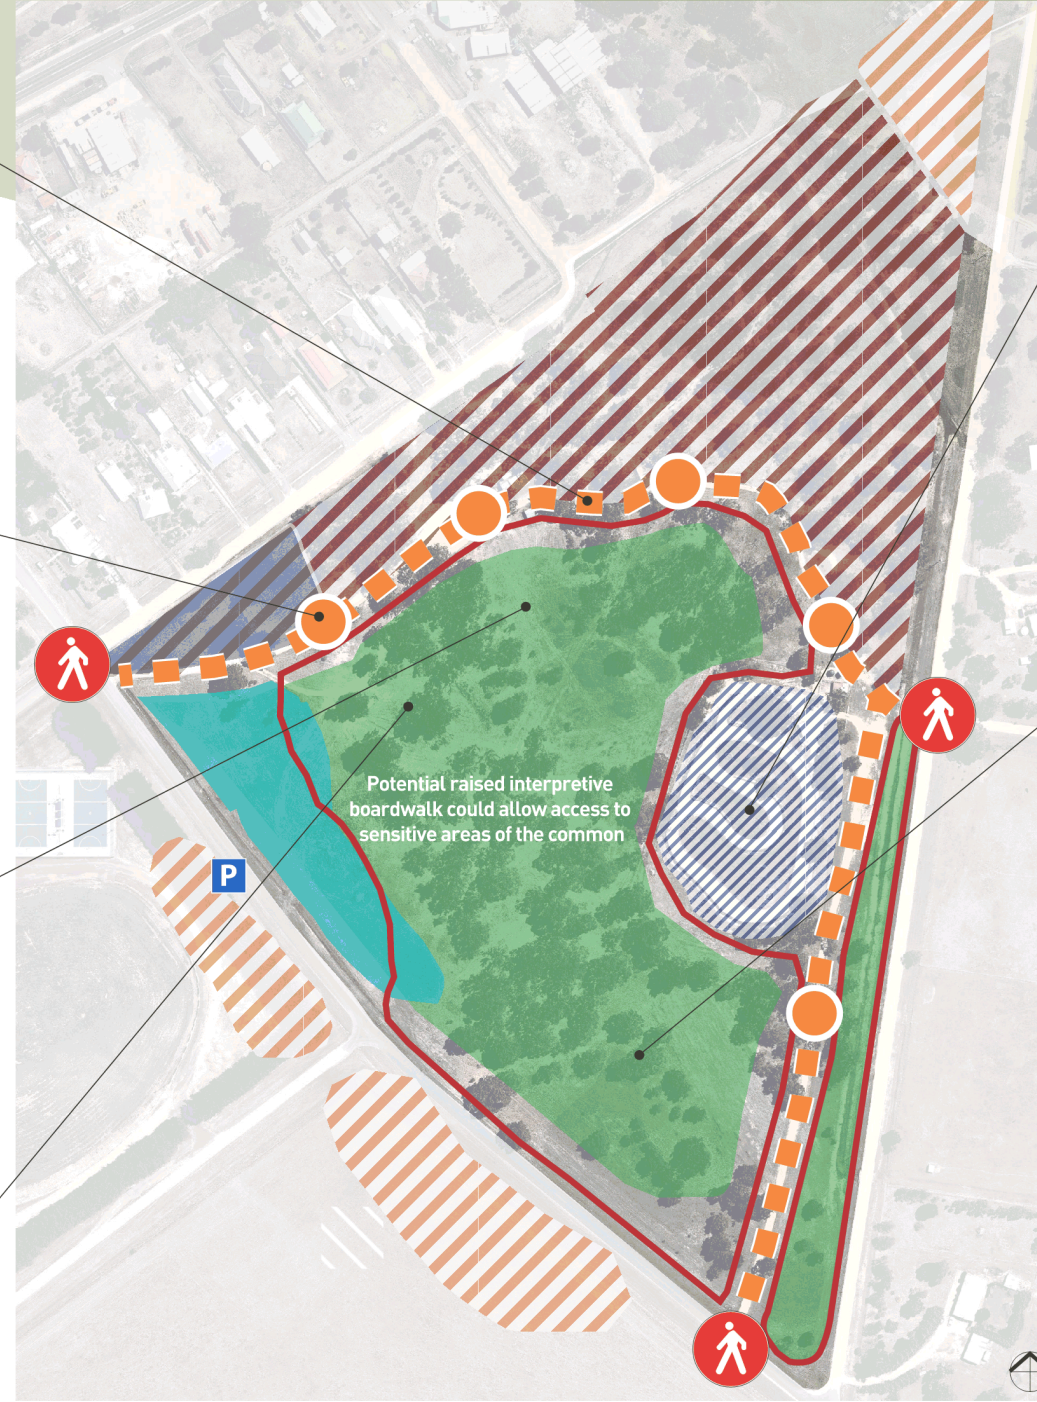 Potential raised interpretive
boardwalk could allow access to
sensitive areas of the common
P